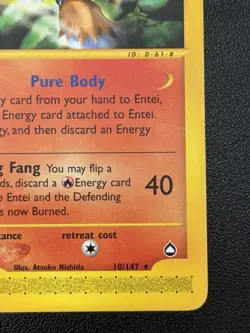 ID: D-61-#
Pure Body
gy card from your hand to Entei,
Energy card attached to Entei.
gy, and then discard an Energy
g Fang You may flip a
ds, discard a Energy card
o Entei and the Defending
is now Burned.
40
tance retreat cost
Illus. Atsuko Nishida 10/147 ★